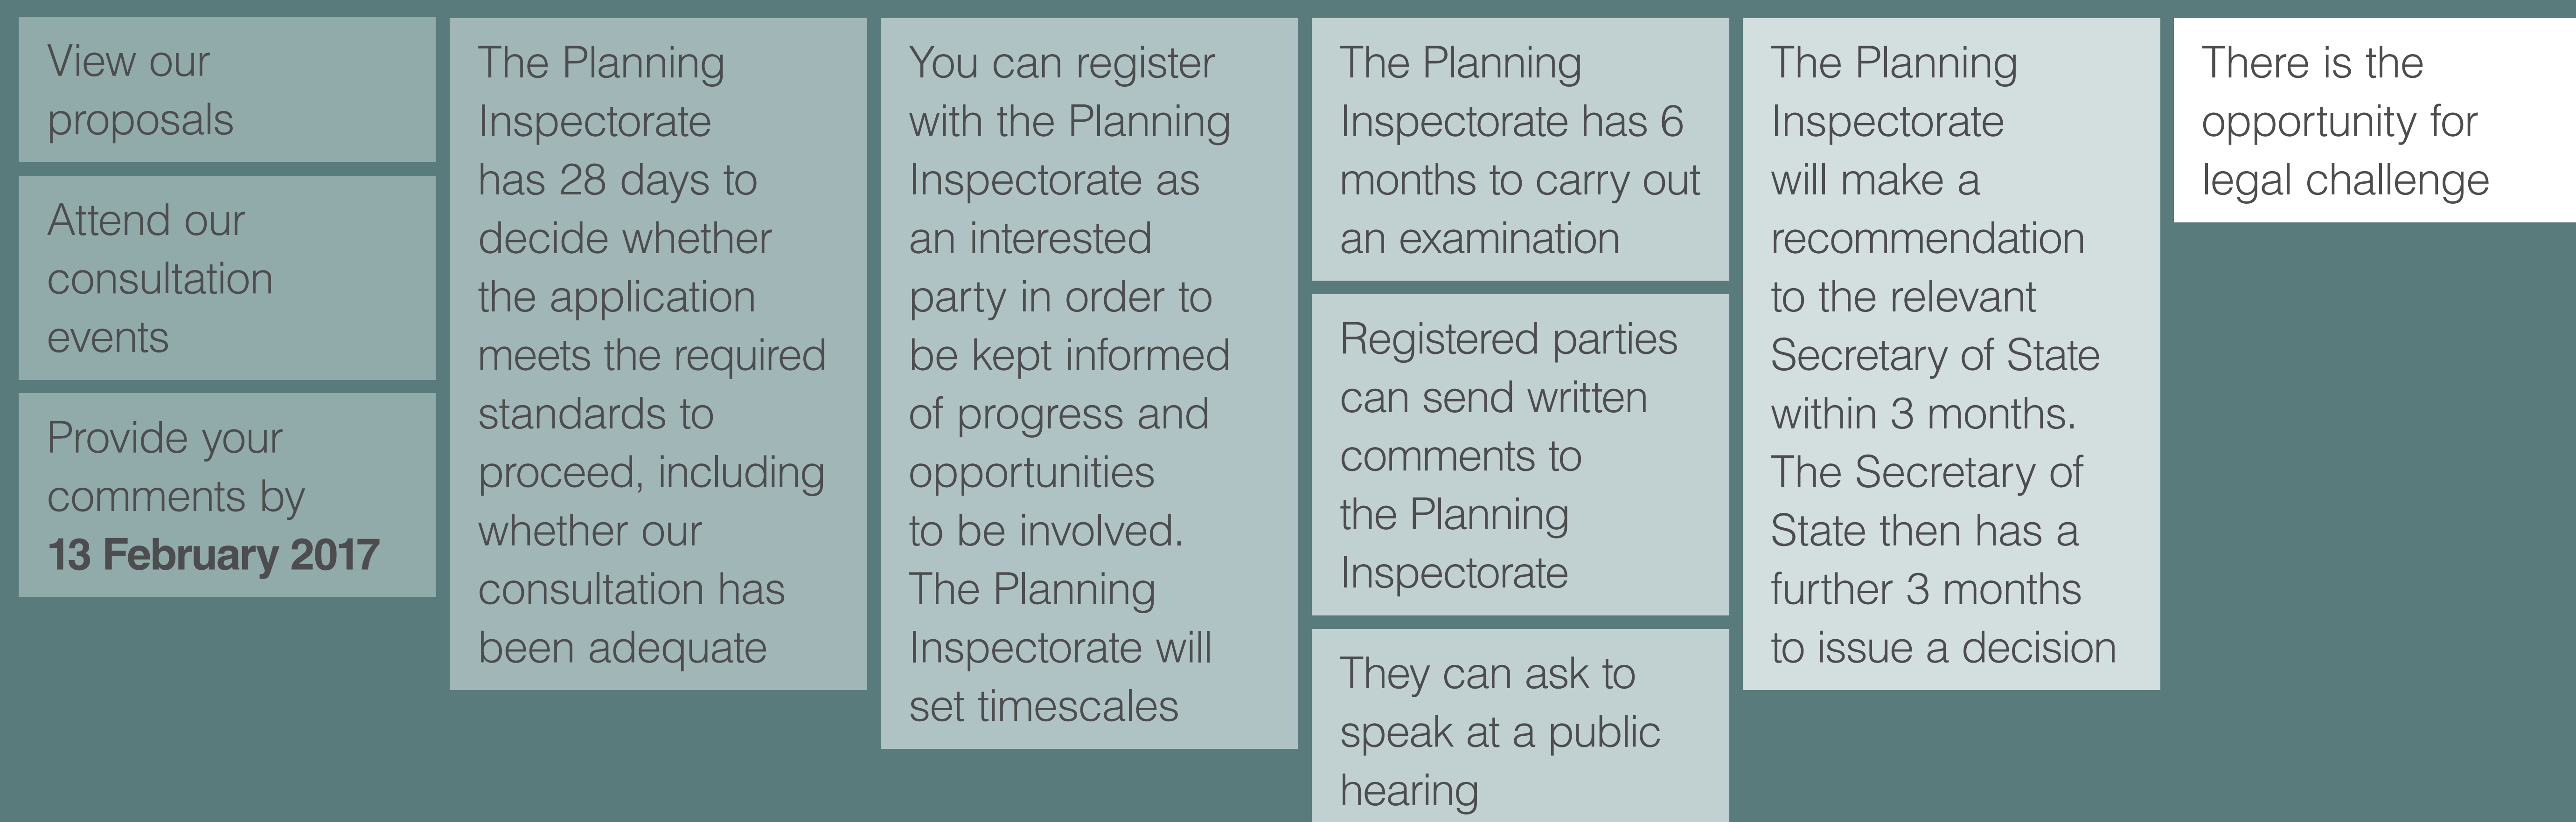 View our
proposals
Attend our
consultation
events
Provide your
comments by
13 February 2017
The Planning
Inspectorate
has 28 days to
decide whether
the application
meets the required
standards to
proceed, including
whether our
consultation has
been adequate
You can register
with the Planning
Inspectorate as
an interested
party in order to
be kept informed
of progress and
opportunities
to be involved.
The Planning
Inspectorate will
set timescales
The Planning
Inspectorate has 6
months to carry out
an examination
Registered parties
can send written
comments to
the Planning
Inspectorate
They can ask to
speak at a public
hearing
The Planning
Inspectorate
will make a
recommendation
to the relevant
Secretary of State
within 3 months.
The Secretary of
State then has a
further 3 months
to issue a decision
There is the
opportunity for
legal challenge